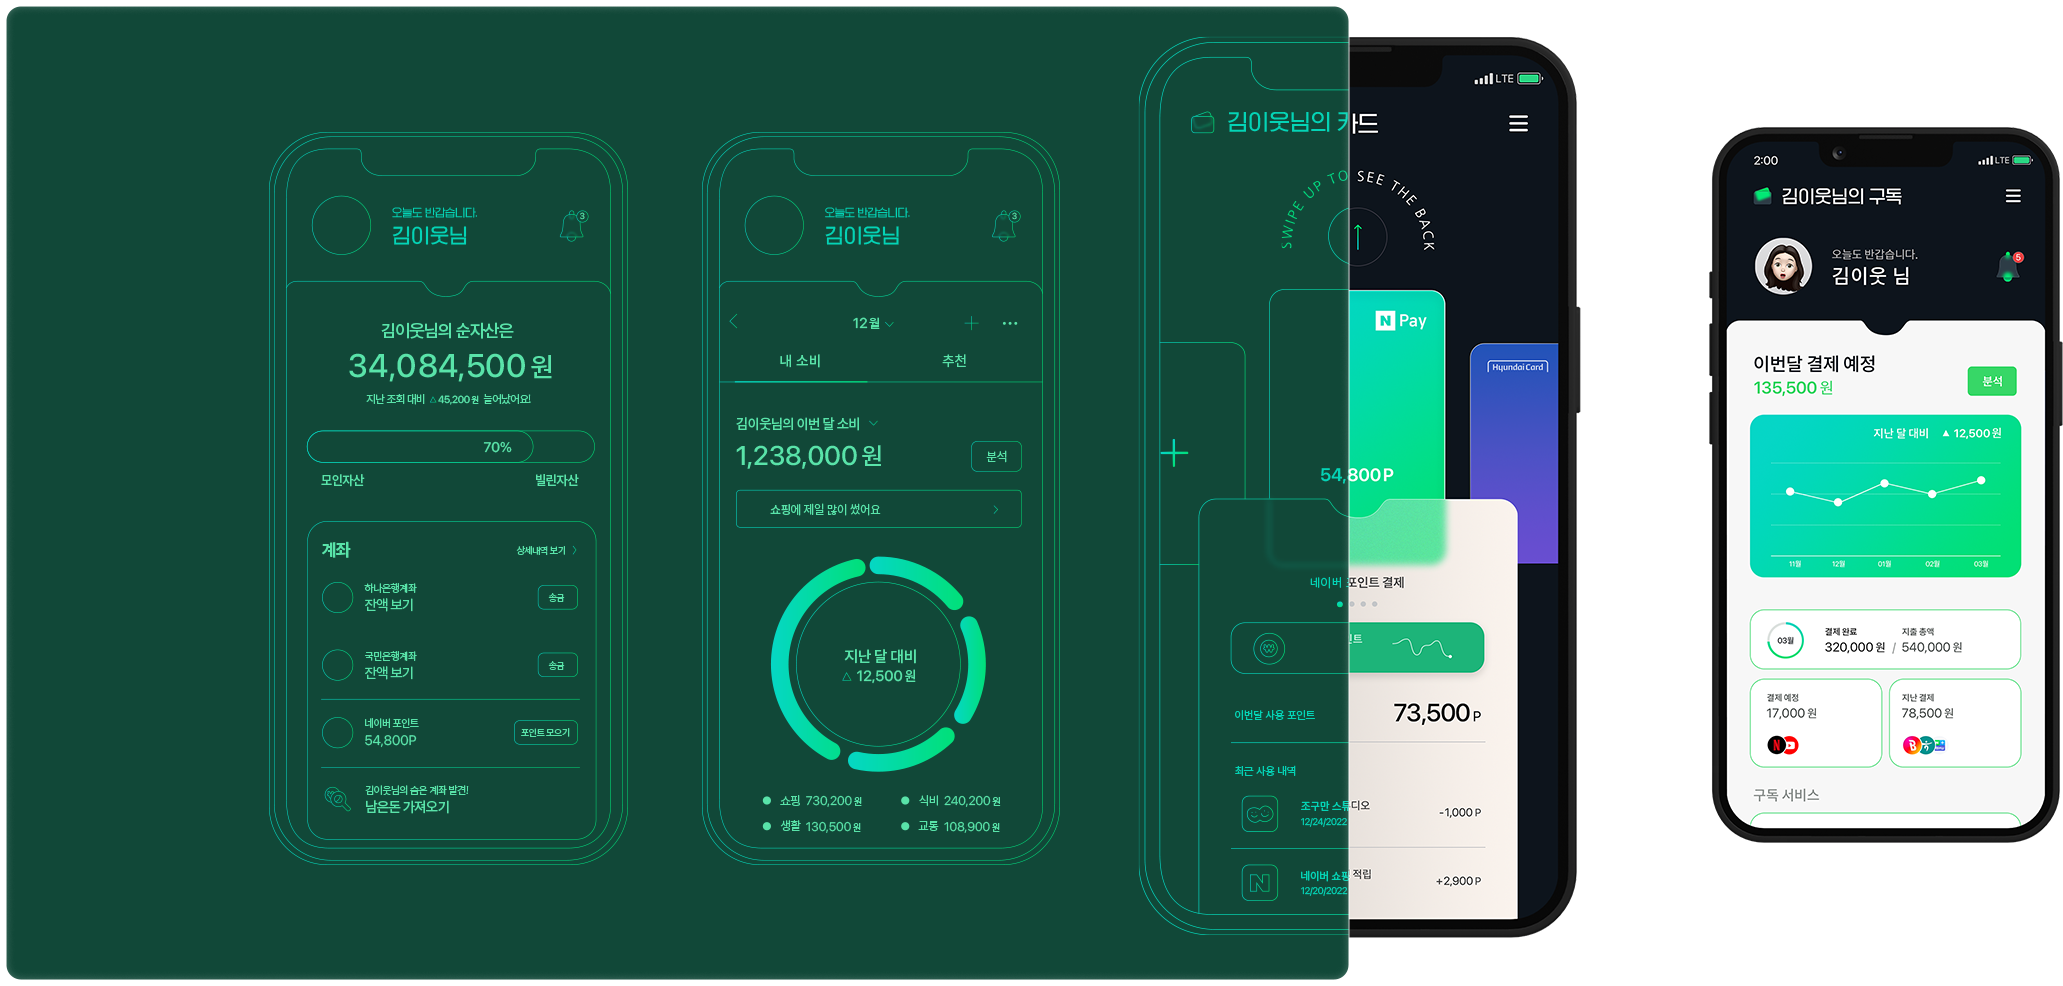 오늘도 반갑습니다.
김이웃님
3
김이웃님의 순자산은
34,084,500 원
지난 조회 대비 △ 45,200 원 늘어났어요!
70%
모인자산 빌린자산
계좌 상세내역 보기 >
하나은행계좌
잔액 보기
송금
국민은행계좌
잔액 보기
송금
네이버 포인트
54,800P
포인트 모으기
김이웃님의 숨은 계좌 발견!
남은돈 가져오기
오늘도 반갑습니다.
김이웃님
3
12월
내 소비 추천
김이웃님의 이번 달 소비
1,238,000 원
분석
쇼핑에 제일 많이 썼어요
지난 달 대비
△ 12,500 원
쇼핑 730,200 원 식비 240,200 원
생활 130,500 원 교통 108,900 원
LTE
김이웃님의 카드
SWIPE UP TO SEE THE BACK
N Pay
Hyundai Card
54,800 P
네이버 포인트 결제
인트
이번달 사용 포인트 73,500 P
최근 사용 내역
조구만 스튜디오
12/24/2022
-1,000 P
네이버 쇼핑 적립
12/20/2022
+2,900 P
2:00 LTE
김이웃님의 구독
오늘도 반갑습니다.
김이웃 님
5
이번달 결제 예정
135,500 원
분석
지난 달 대비 ▲ 12,500 원
11월 12월 01월 02월 03월
03월
결제 완료 지출 총액
320,000 원 / 540,000 원
결제 예정
17,000 원
지난 결제
78,500 원
구독 서비스